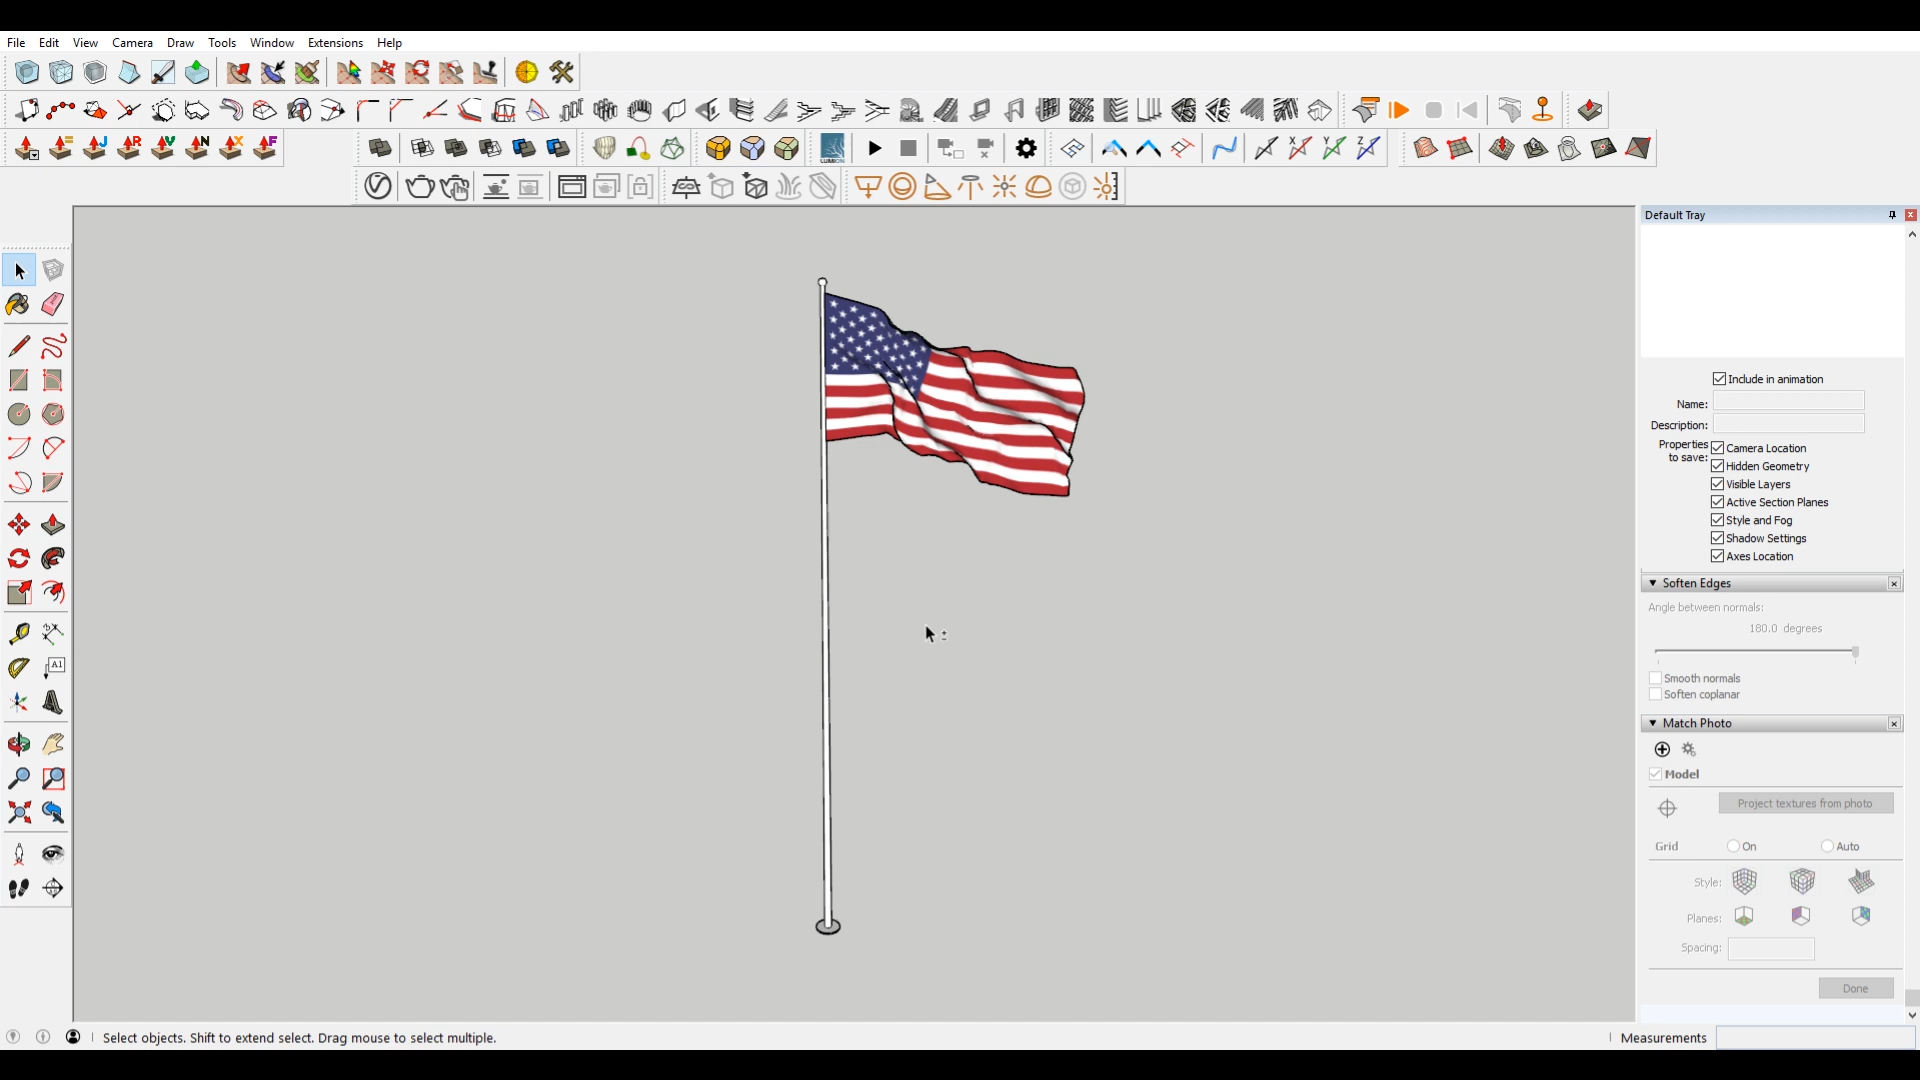 File Edit View Camera Draw Tools Window Extensions Help
J R V N X F
LUMION
X Y Z
Default Tray
Include in animation
Name:
Description:
Properties to save:
Camera Location
Hidden Geometry
Visible Layers
Active Section Planes
Style and Fog
Shadow Settings
Axes Location
Soften Edges
Angle between normals:
180.0 degrees
Smooth normals
Soften coplanar
A1
Match Photo
Model
Project textures from photo
Grid On Auto
Style:
Planes:
Spacing:
Done
Select objects. Shift to extend select. Drag mouse to select multiple.
Measurements